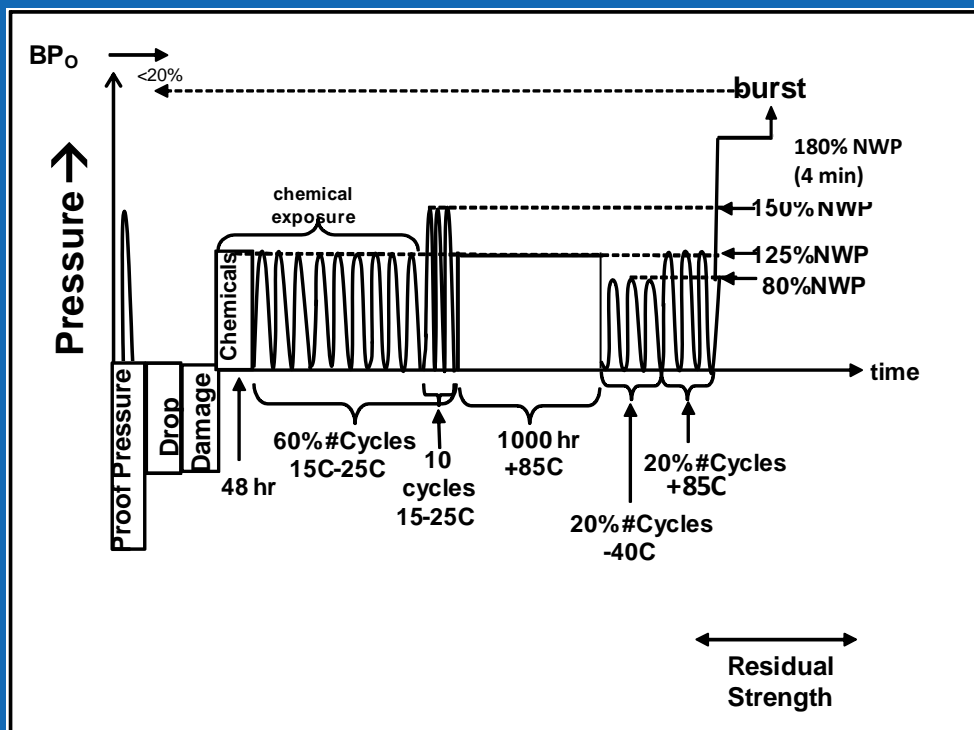 BPO
<20%
burst
Pressure →
180% NWP
(4 min)
chemical
exposure
150% NWP
125%NWP
80%NWP
Chemicals
time
Proof Pressure
Drop
Damage
48 hr
60% #Cycles
15C-25C
10
cycles
15-25C
1000 hr
+85C
20% #Cycles
-40C
20% #Cycles
+85C
Residual
Strength